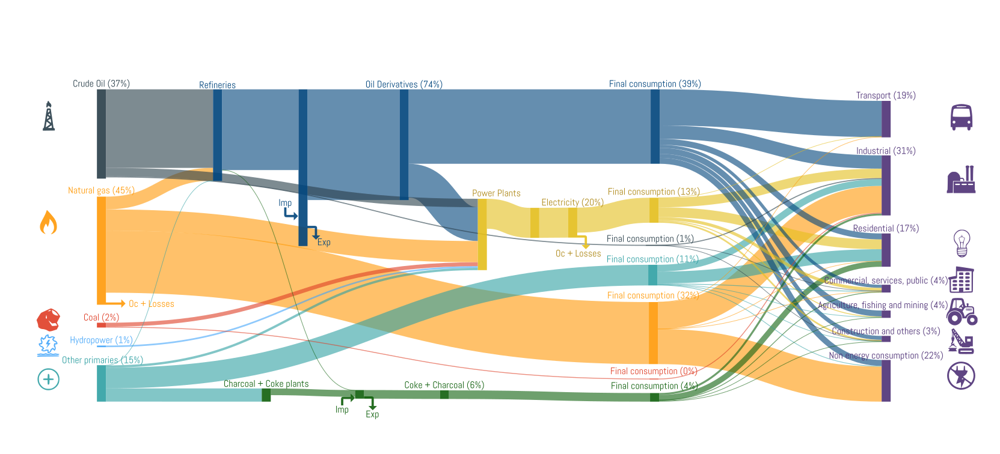 Crude Oil (37%)
Refineries
Oil Derivatives (74%)
Final consumption (39%)
Transport (19%)
Industrial (31%)
Natural gas (45%)
Power Plants
Final consumption (13%)
Imp
Electricity (20%)
Residential (17%)
Exp
Final consumption (1%)
Oc + Losses
Final consumption (11%)
Commercial, services, public (4%)
Final consumption (32%)
Oc + Losses
Agriculture, fishing and mining (4%)
Coal (2%)
Construction and others (3%)
Hydropower (1%)
Non energy consumption (22%)
Other primaries (15%)
Final consumption (0%)
Charcoal + Coke plants
Coke + Charcoal (6%)
Final consumption (4%)
Imp
Exp